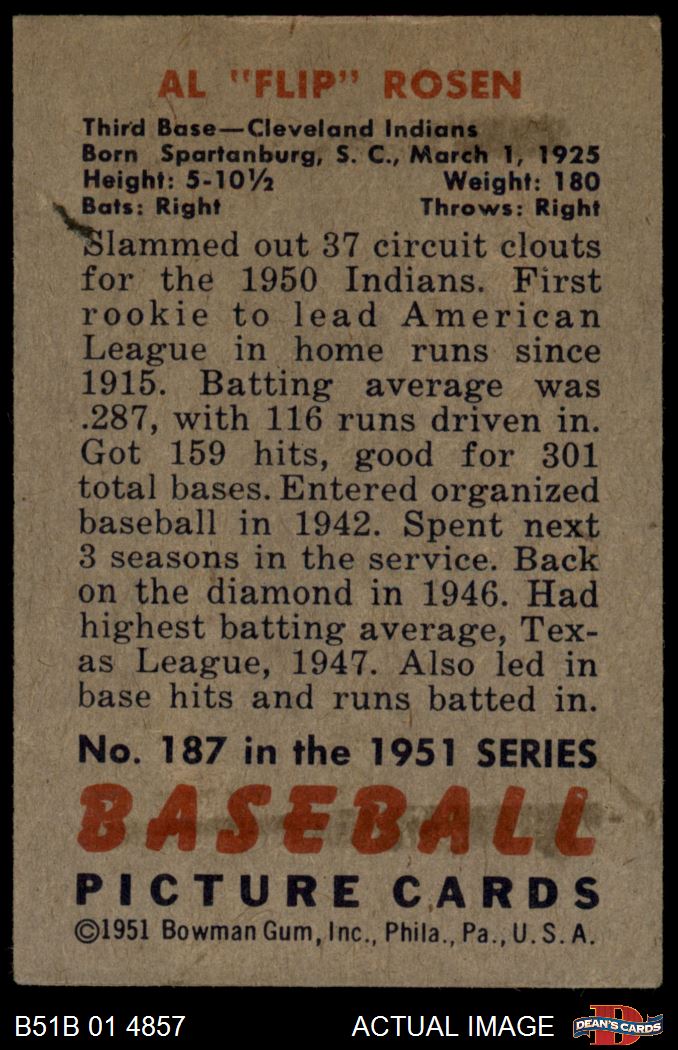 AL "FLIP" ROSEN
Third Base—Cleveland Indians
Born Spartanburg, S. C., March 1, 1925
Height: 5-10½ Weight: 180
Bats: Right Throws: Right
Slammed out 37 circuit clouts
for the 1950 Indians. First
rookie to lead American
League in home runs since
1915. Batting average was
.287, with 116 runs driven in.
Got 159 hits, good for 301
total bases. Entered organized
baseball in 1942. Spent next
3 seasons in the service. Back
on the diamond in 1946. Had
highest batting average, Tex-
as League, 1947. Also led in
base hits and runs batted in.
No. 187 in the 1951 SERIES
BASEBALL
PICTURE CARDS
©1951 Bowman Gum, Inc., Phila., Pa., U. S. A.
B51B 01 4857 ACTUAL IMAGE D DEAN'S CARDS